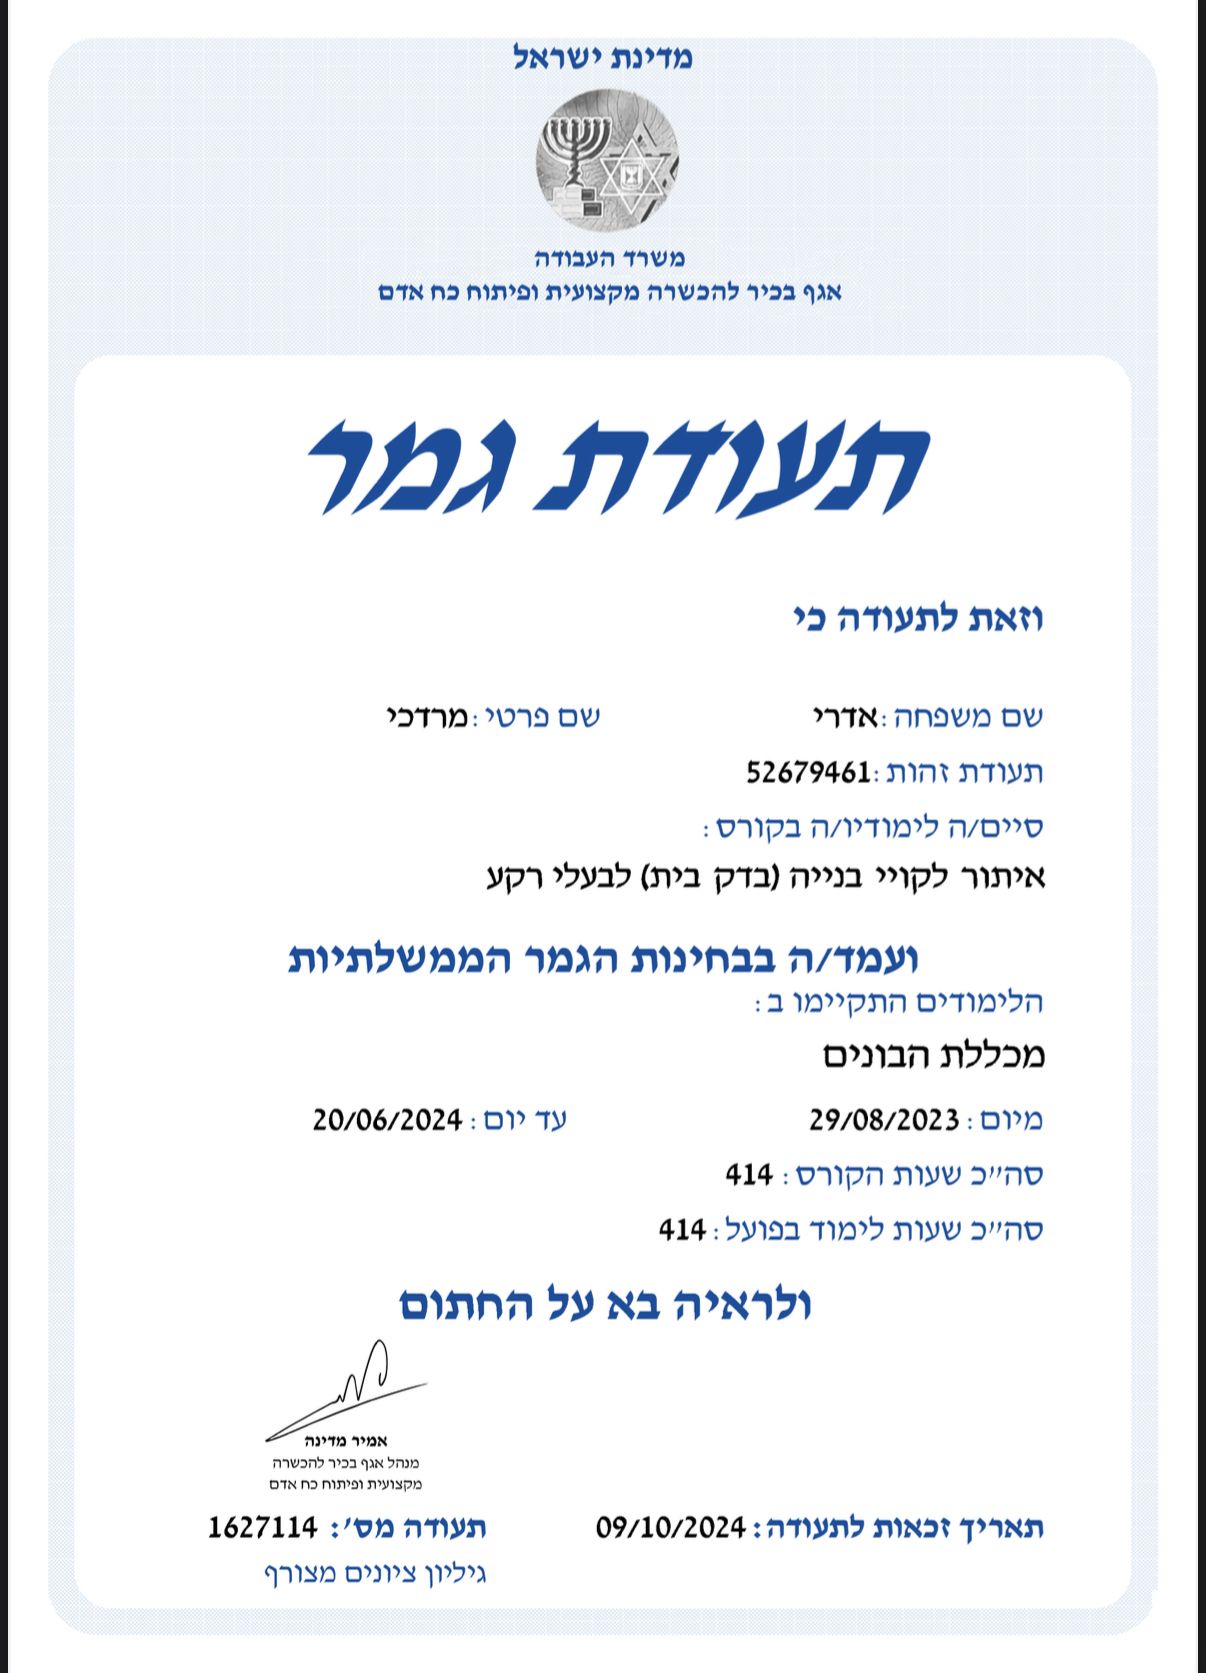 מדינת ישראל
משרד העבודה
אגף בכיר להכשרה מקצועית ופיתוח כח אדם
תעודת גמר
וזאת לתעודה כי
שם משפחה: אדרי שם פרטי: מרדכי
תעודת זהות: 52679461
סיים/ה לימודיו/ה בקורס :
איתור לקויי בנייה (בדק בית) לבעלי רקע
ועמד/ה בבחינות הגמר הממשלתיות
הלימודים התקיימו ב :
מכללת הבונים
מיום : 29/08/2023 עד יום : 20/06/2024
סה״כ שעות הקורס : 414
סה״כ שעות לימוד בפועל : 414
ולראיה בא על החתום
אמיר מדינה
מנהל אגף בכיר להכשרה
מקצועית ופיתוח כח אדם
תאריך זכאות לתעודה : 09/10/2024 תעודה מס׳: 1627114
גיליון ציונים מצורף